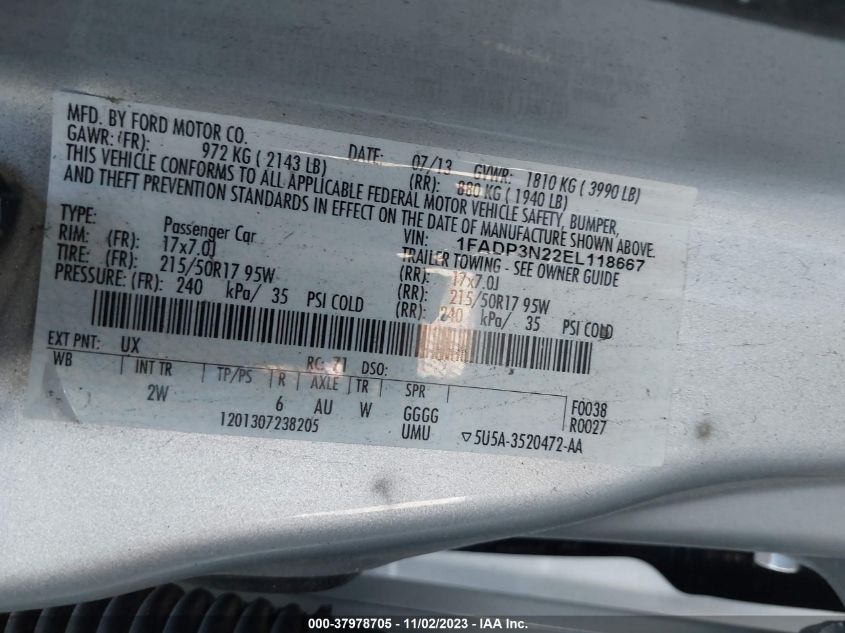 MFD. BY FORD MOTOR CO. DATE: 07/13 GVWR: 1810 KG ( 3990 LB)
GAWR: (FR): 972 KG ( 2143 LB) (RR): 880 KG ( 1940 LB)
THIS VEHICLE CONFORMS TO ALL APPLICABLE FEDERAL MOTOR VEHICLE SAFETY, BUMPER,
AND THEFT PREVENTION STANDARDS IN EFFECT ON THE DATE OF MANUFACTURE SHOWN ABOVE.
VIN: 1FADP3N22EL118667
TYPE: Passenger Car TRAILER TOWING - SEE OWNER GUIDE
RIM: (FR): 17x7.0J (RR): 17x7.0J
TIRE: (FR): 215/50R17 95W (RR): 215/50R17 95W
PRESSURE: (FR): 240 kPa/ 35 PSI COLD (RR): 240 kPa/ 35 PSI COLD
EXT PNT: UX RC: 71 DSO:
WB INT TR TP/PS R AXLE TR SPR
2W 6 AU W GGGG F0038
1201307238205 UMU R0027
▽5U5A-3520472-AA
000-37978705 - 11/02/2023 - ©IAA, Inc.